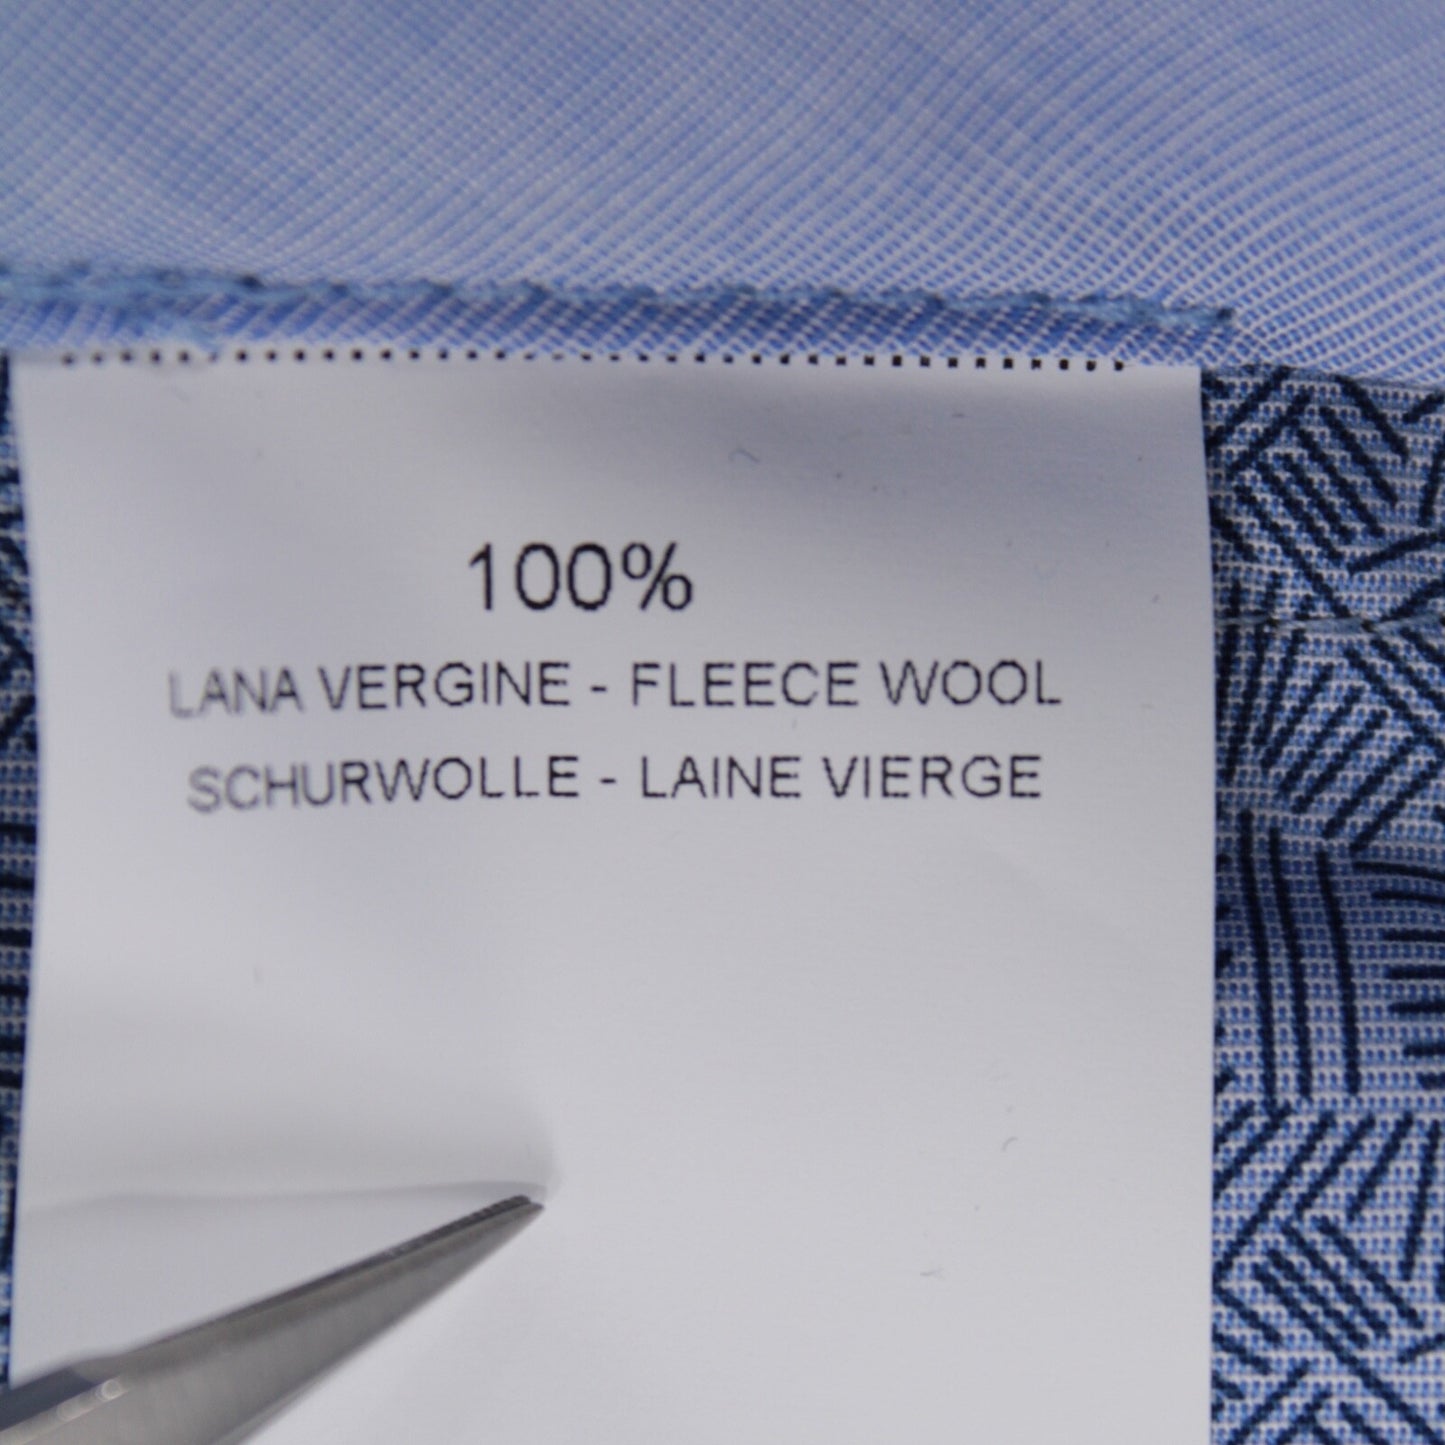 100%
LANA VERGINE - FLEECE WOOL
SCHURWOLLE - LAINE VIERGE